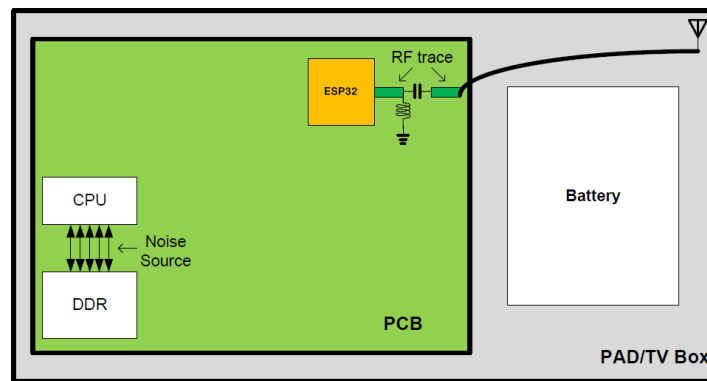 RF trace
ESP32
Battery
CPU
Noise
Source
DDR
PCB
PAD/TV Box